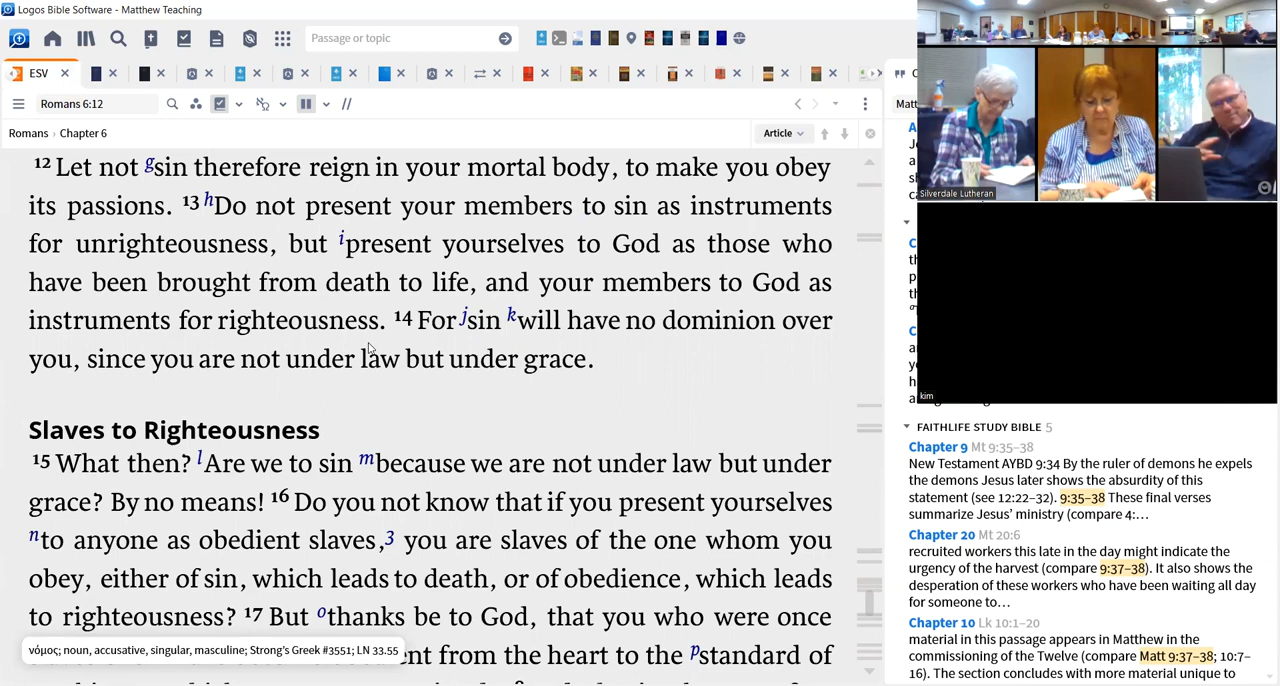 Logos Bible Software - Matthew Teaching
Passage or topic
ESV
Romans 6:12
Matt
Romans › Chapter 6
Article
12 Let not g sin therefore reign in your mortal body, to make you obey
its passions. 13 h Do not present your members to sin as instruments
for unrighteousness, but i present yourselves to God as those who
have been brought from death to life, and your members to God as
instruments for righteousness. 14 For j sin k will have no dominion over
you, since you are not under law but under grace.
Slaves to Righteousness
15 What then? l Are we to sin m because we are not under law but under
grace? By no means! 16 Do you not know that if you present yourselves
n to anyone as obedient slaves,3 you are slaves of the one whom you
obey, either of sin, which leads to death, or of obedience, which leads
to righteousness? 17 But o thanks be to God, that you who were once
ent from the heart to the p standard of
νόμος; noun, accusative, singular, masculine; Strong's Greek #3551; LN 33.55
Silverdale Lutheran
kim
FAITHLIFE STUDY BIBLE 5
Chapter 9 Mt 9:35–38
New Testament AYBD 9:34 By the ruler of demons he expels
the demons Jesus later shows the absurdity of this
statement (see 12:22–32). 9:35–38 These final verses
summarize Jesus' ministry (compare 4:…
Chapter 20 Mt 20:6
recruited workers this late in the day might indicate the
urgency of the harvest (compare 9:37–38). It also shows the
desperation of these workers who have been waiting all day
for someone to…
Chapter 10 Lk 10:1–20
material in this passage appears in Matthew in the
commissioning of the Twelve (compare Matt 9:37–38; 10:7–
16). The section concludes with more material unique to